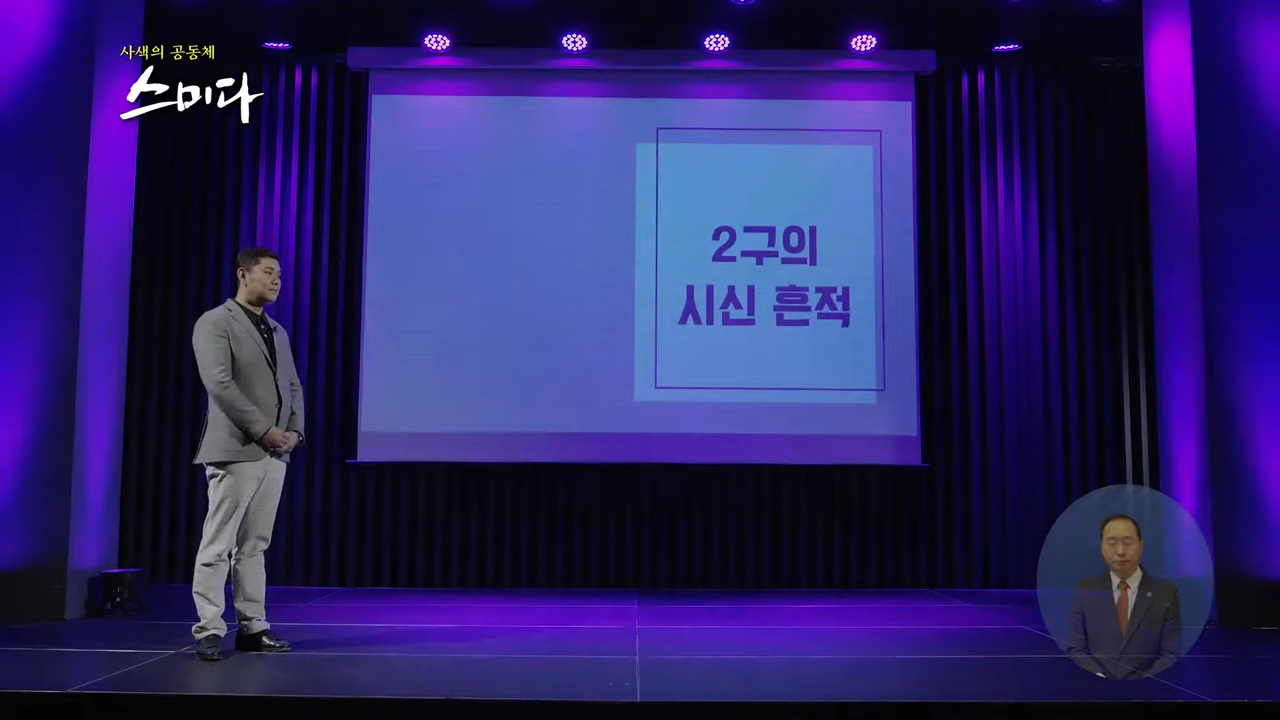 사색의 공동체
스미다
2구의
시신 흔적